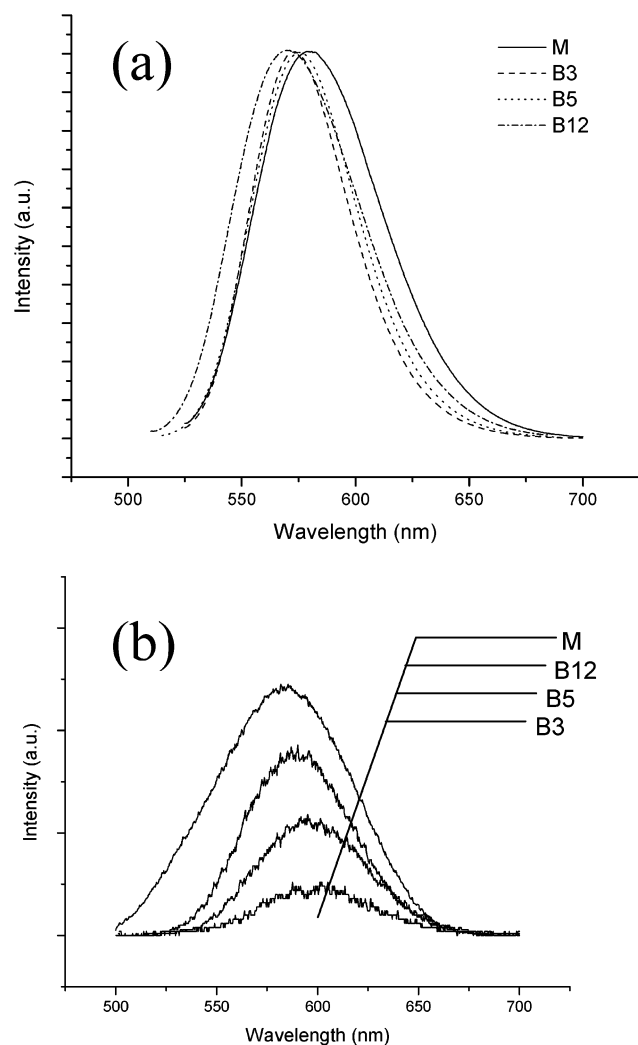 (a)
M
B3
B5
B12
Intensity (a.u.)
500 550 600 650 700
Wavelength (nm)
(b)
M
B12
B5
B3
Intensity (a.u.)
500 550 600 650 700
Wavelength (nm)